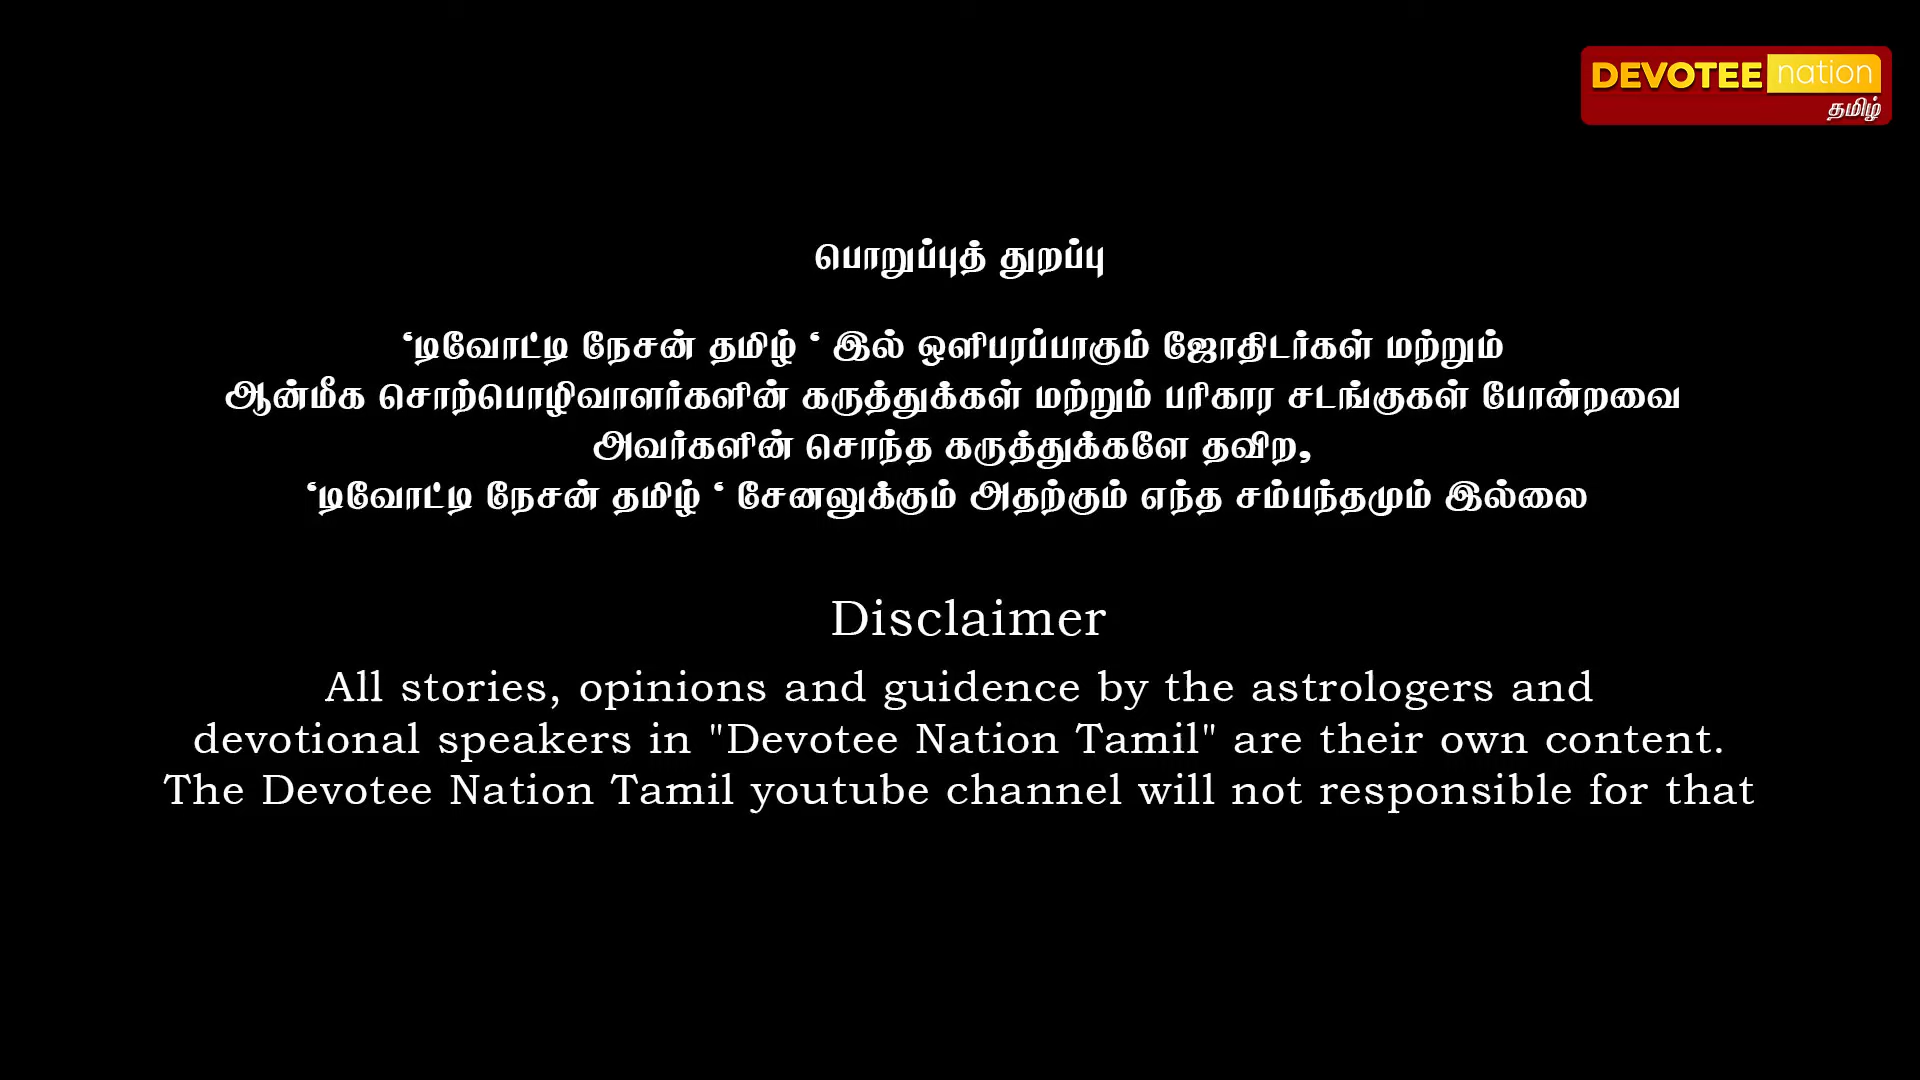 DEVOTEE nation
தமிழ்
பொறுப்புத் துறப்பு
‘டிவோட்டி நேசன் தமிழ் ‘ இல் ஒளிபரப்பாகும் ஜோதிடர்கள் மற்றும்
ஆன்மீக சொற்பொழிவாளர்களின் கருத்துக்கள் மற்றும் பரிகார சடங்குகள் போன்றவை
அவர்களின் சொந்த கருத்துக்களே தவிற,
‘டிவோட்டி நேசன் தமிழ் ‘ சேனலுக்கும் அதற்கும் எந்த சம்பந்தமும் இல்லை
Disclaimer
All stories, opinions and guidence by the astrologers and
devotional speakers in "Devotee Nation Tamil" are their own content.
The Devotee Nation Tamil youtube channel will not responsible for that